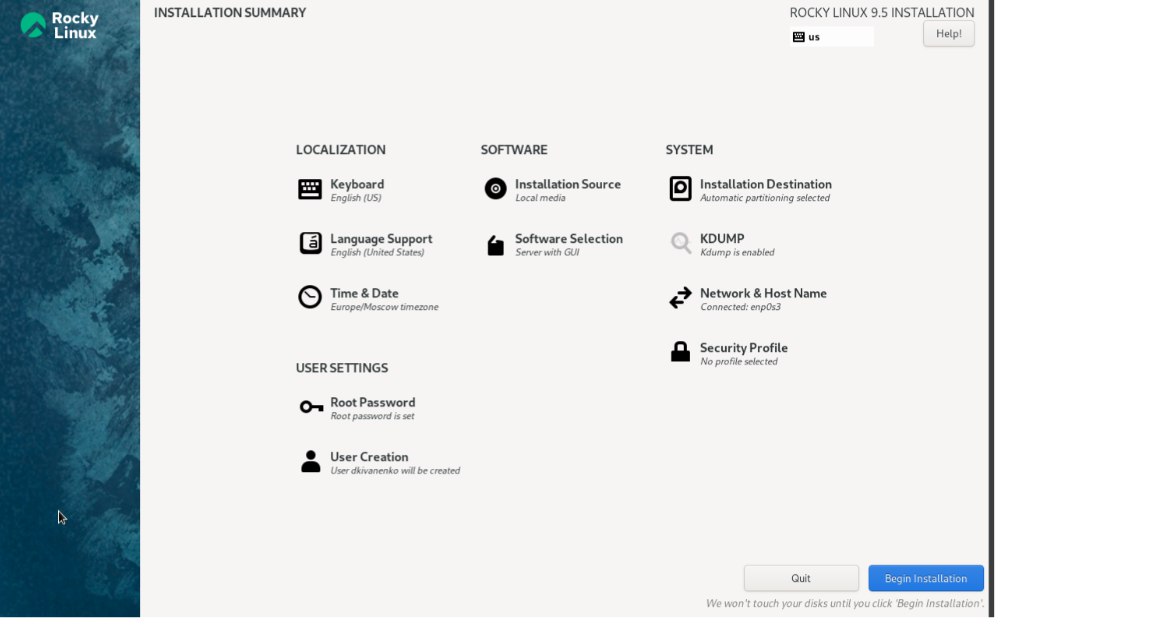 Rocky
Linux
INSTALLATION SUMMARY
ROCKY LINUX 9.5 INSTALLATION
us
Help!
LOCALIZATION
Keyboard
English (US)
Language Support
English (United States)
Time & Date
Europe/Moscow timezone
SOFTWARE
Installation Source
Local media
Software Selection
Server with GUI
SYSTEM
Installation Destination
Automatic partitioning selected
KDUMP
Kdump is enabled
Network & Host Name
Connected: enp0s3
Security Profile
No profile selected
USER SETTINGS
Root Password
Root password is set
User Creation
User dkivanenko will be created
Quit
Begin Installation
We won't touch your disks until you click 'Begin Installation'.